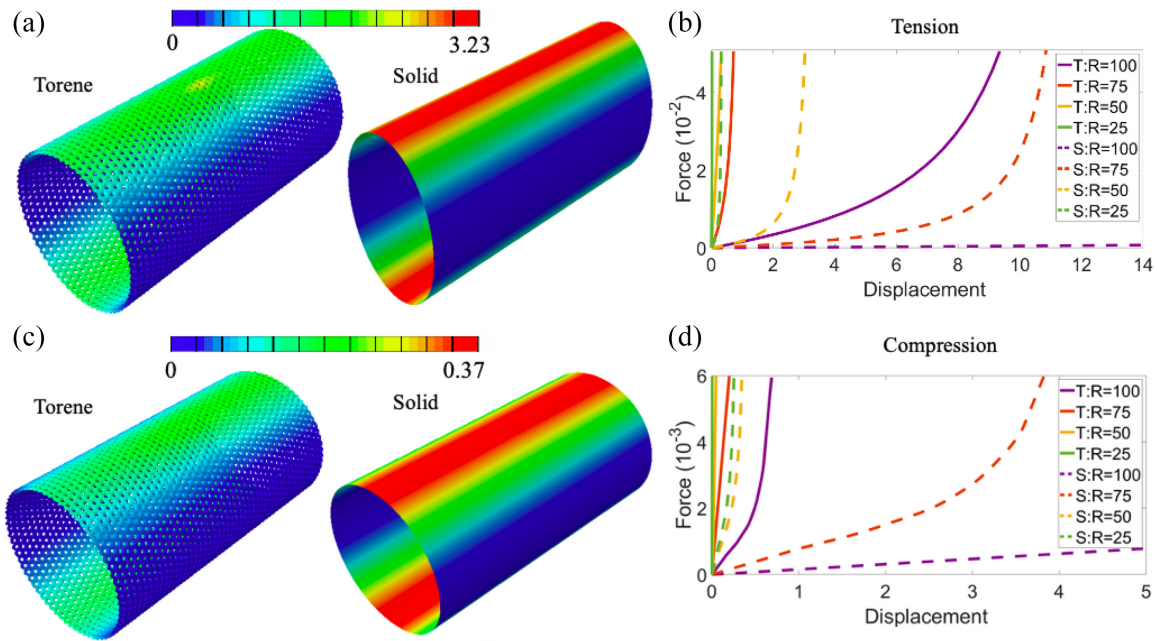 (a)
0
3.23
Torene
Solid
(b)
Tension
Force (10⁻²)
4
2
0
0
2
4
6
8
10
12
14
Displacement
T:R=100
T:R=75
T:R=50
T:R=25
S:R=100
S:R=75
S:R=50
S:R=25
(c)
0
0.37
Torene
Solid
(d)
Compression
Force (10⁻³)
6
4
2
0
0
1
2
3
4
5
Displacement
T:R=100
T:R=75
T:R=50
T:R=25
S:R=100
S:R=75
S:R=50
S:R=25